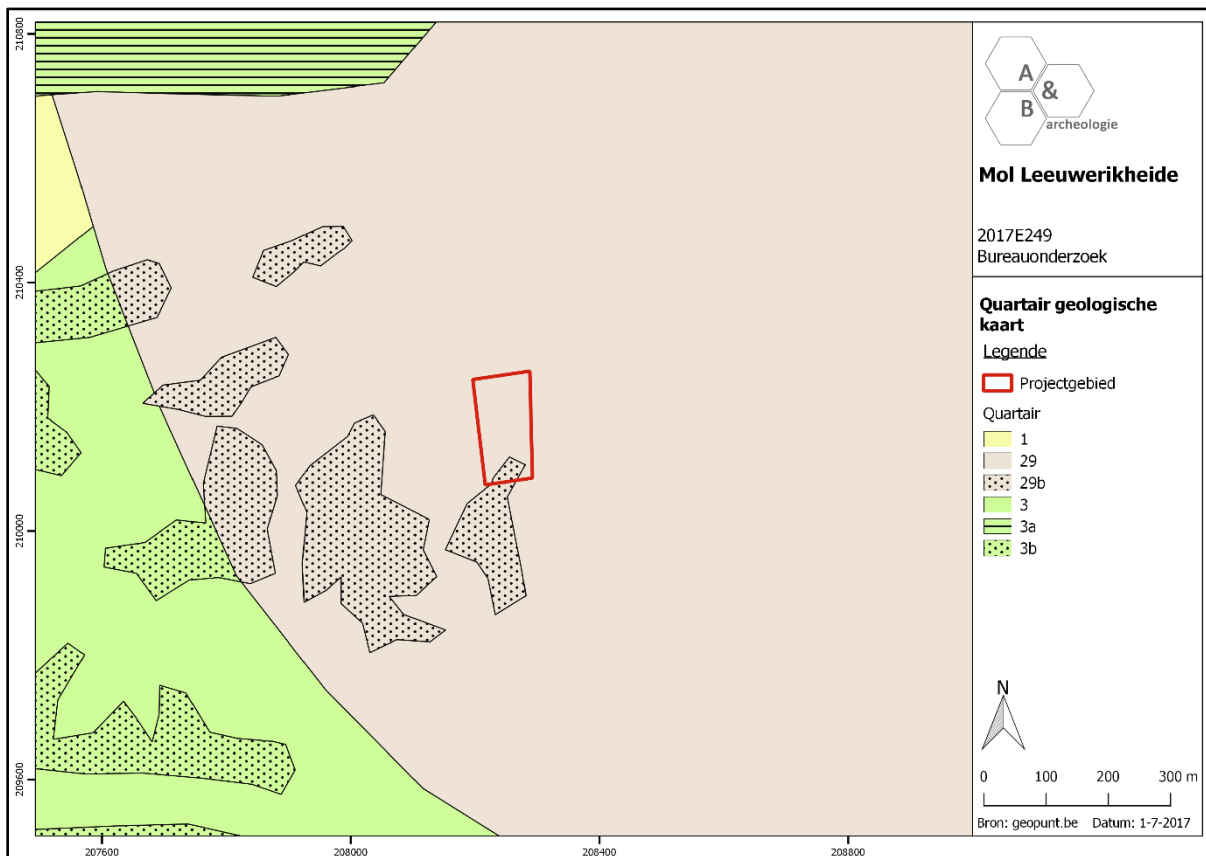 A
&
B
archeologie
Mol Leeuwerikheide
2017E249
Bureauonderzoek
Quartair geologische
kaart
Legende
Projectgebied
Quartair
1
29
29b
3
3a
3b
N
0 100 200 300 m
Bron: geopunt.be Datum: 1-7-2017
210800
210400
210000
209600
207600 208000 208400 208800